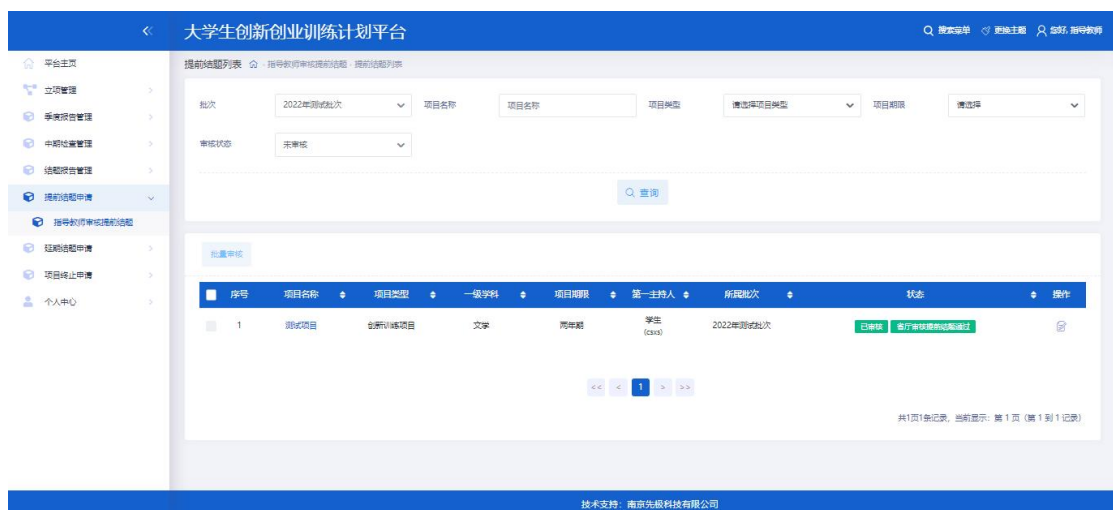 大学生创新创业训练计划平台
搜索菜单 更换主题 您好, 指导教师
平台主页
立项管理
季度报告管理
中期检查管理
结题报告管理
提前结题申请
指导教师审核提前结题
延期结题申请
项目终止申请
个人中心
提前结题列表 - 指导教师审核提前结题 - 提前结题列表
批次 2022年测试批次 项目名称 项目名称 项目类型 请选择项目类型 项目期限 请选择
审核状态 未审核
查询
批量审核
序号 项目名称 项目类型 一级学科 项目期限 第一主持人 所属批次 状态 操作
1 测试项目 创新训练项目 文学 两年期 学生 2022年测试批次 已审核 省厅审核提前结题通过
(csxs)
<< < 1 > >>
共1页1条记录, 当前显示: 第 1 页 (第 1 到 1 记录)
技术支持: 南京先极科技有限公司